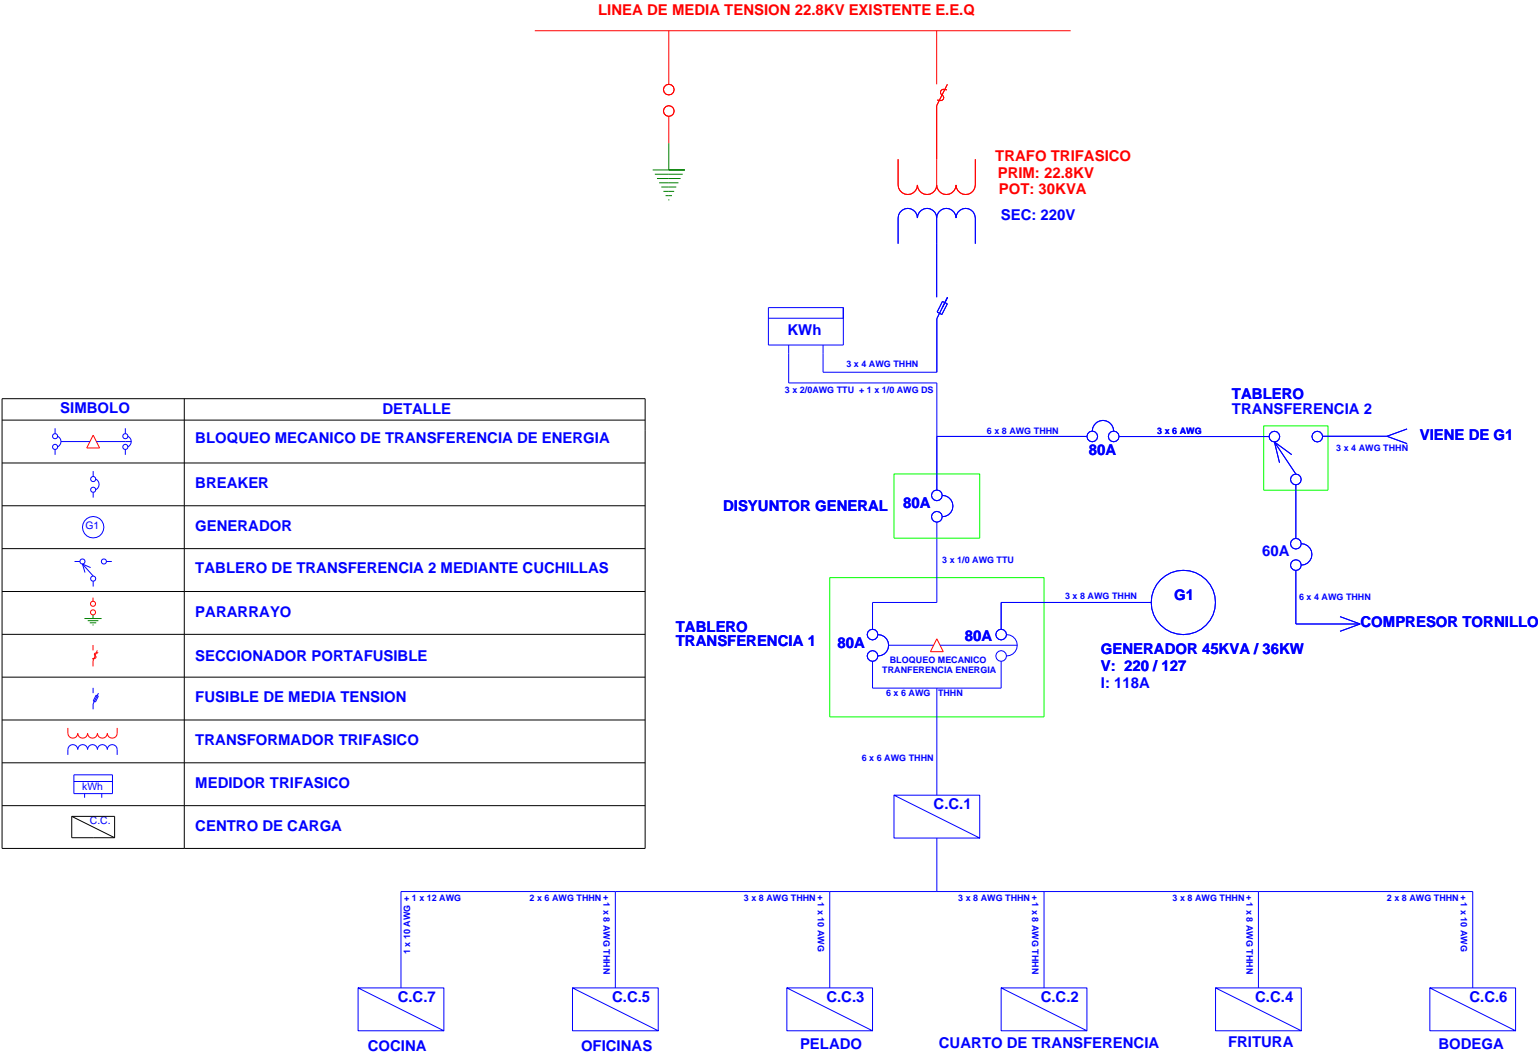 LINEA DE MEDIA TENSION 22.8KV EXISTENTE E.E.Q
TRAFO TRIFASICO
PRIM: 22.8KV
POT: 30KVA
SEC: 220V
KWh
3 x 4 AWG THHN
3 x 2/0AWG TTU + 1 x 1/0 AWG DS
TABLERO
TRANSFERENCIA 2
6 x 8 AWG THHN
80A
3 x 6 AWG
VIENE DE G1
3 x 4 AWG THHN
DISYUNTOR GENERAL
80A
60A
3 x 1/0 AWG TTU
6 x 4 AWG THHN
COMPRESOR TORNILLO
TABLERO
TRANSFERENCIA 1
80A
80A
BLOQUEO MECANICO
TRANFERENCIA ENERGIA
6 x 6 AWG THHN
3 x 8 AWG THHN
G1
GENERADOR 45KVA / 36KW
V: 220 / 127
I: 118A
6 x 6 AWG THHN
C.C.1
SIMBOLO DETALLE
BLOQUEO MECANICO DE TRANSFERENCIA DE ENERGIA
BREAKER
G1 GENERADOR
TABLERO DE TRANSFERENCIA 2 MEDIANTE CUCHILLAS
PARARRAYO
SECCIONADOR PORTAFUSIBLE
FUSIBLE DE MEDIA TENSION
TRANSFORMADOR TRIFASICO
kWh MEDIDOR TRIFASICO
C.C. CENTRO DE CARGA
1 x 10 AWG + 1 x 12 AWG
C.C.7
COCINA
2 x 6 AWG THHN + 1 x 8 AWG THHN
C.C.5
OFICINAS
3 x 8 AWG THHN + 1 x 10 AWG
C.C.3
PELADO
3 x 8 AWG THHN + 1 x 8 AWG THHN
C.C.2
CUARTO DE TRANSFERENCIA
3 x 8 AWG THHN + 1 x 8 AWG THHN
C.C.4
FRITURA
2 x 8 AWG THHN + 1 x 10 AWG
C.C.6
BODEGA